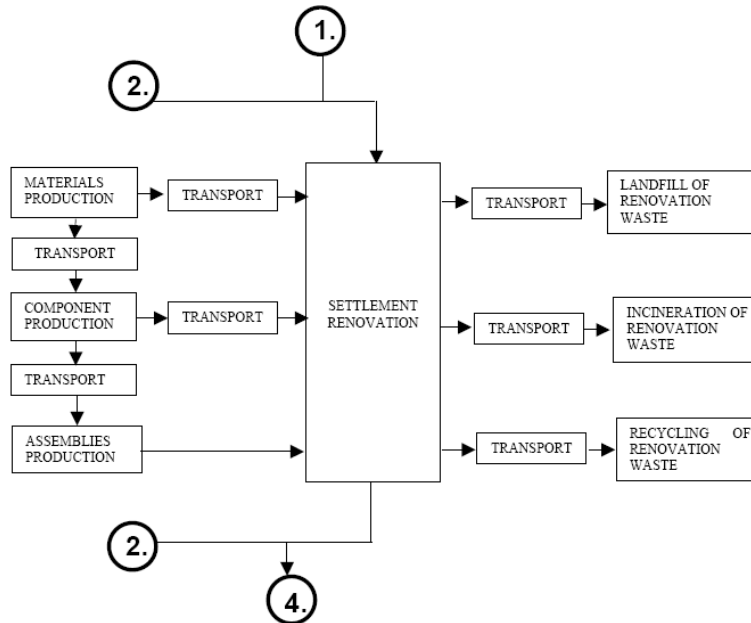 1.
2.
MATERIALS
PRODUCTION
TRANSPORT
TRANSPORT
LANDFILL OF
RENOVATION
WASTE
TRANSPORT
COMPONENT
PRODUCTION
TRANSPORT
SETTLEMENT
RENOVATION
TRANSPORT
INCINERATION OF
RENOVATION
WASTE
TRANSPORT
ASSEMBLIES
PRODUCTION
TRANSPORT
RECYCLING OF
RENOVATION
WASTE
2.
4.